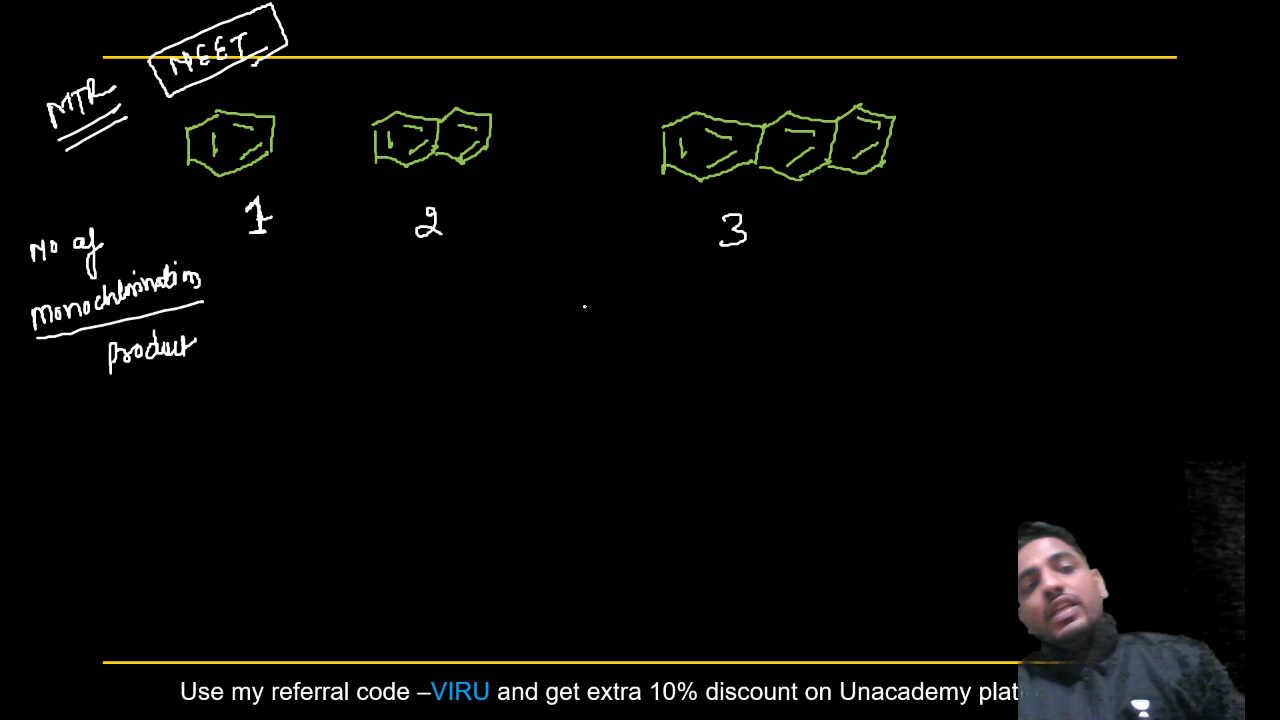 NEET
MTR
1 2 3
No of
Monochlorination
product
Use my referral code –VIRU and get extra 10% discount on Unacademy